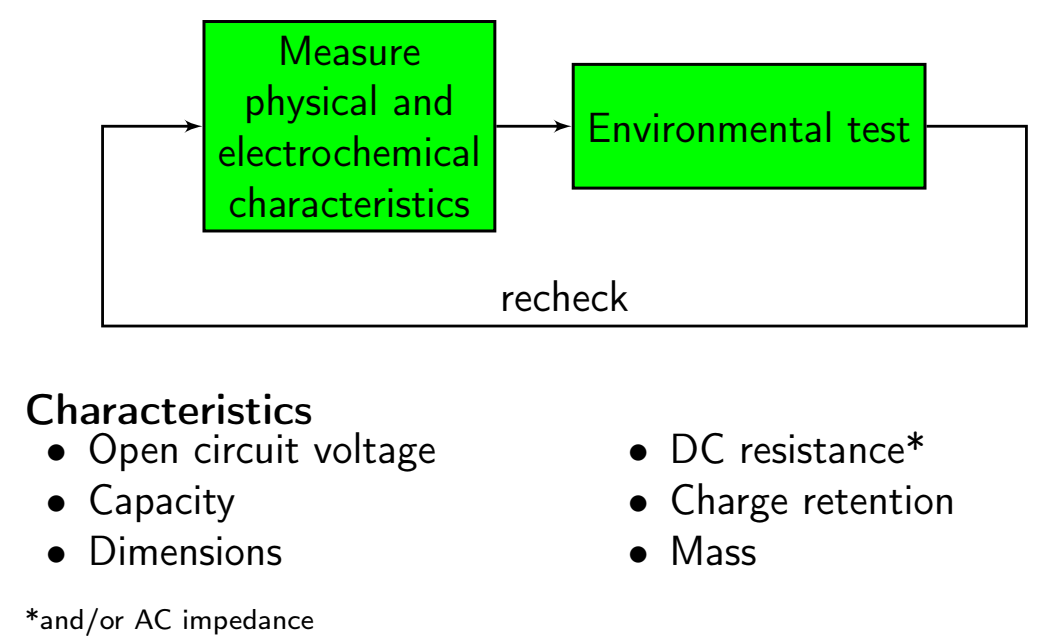 Measure
physical and
electrochemical
characteristics
Environmental test
recheck
Characteristics
• Open circuit voltage
• Capacity
• Dimensions
• DC resistance*
• Charge retention
• Mass
*and/or AC impedance